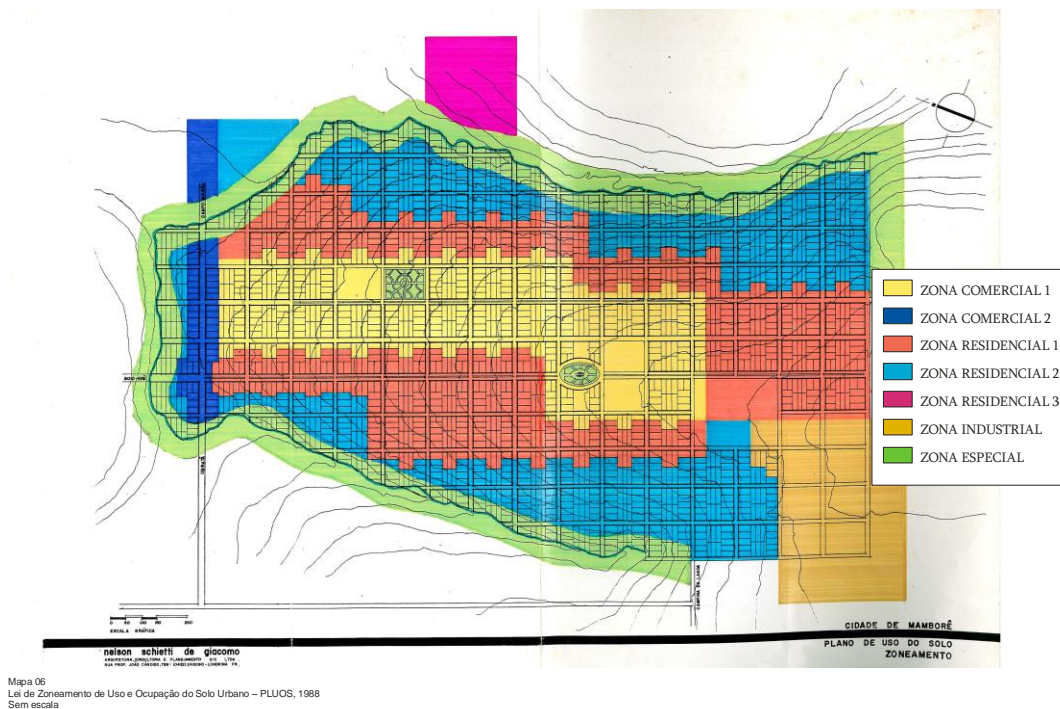 ZONA COMERCIAL 1
ZONA COMERCIAL 2
ZONA RESIDENCIAL 1
ZONA RESIDENCIAL 2
ZONA RESIDENCIAL 3
ZONA INDUSTRIAL
ZONA ESPECIAL
ESCALA GRÁFICA
nelson schietti de giacomo
CIDADE DE MAMBORÊ
PLANO DE USO DO SOLO
ZONEAMENTO
Mapa 06
Lei de Zoneamento de Uso e Ocupação do Solo Urbano – PLUOS, 1988
Sem escala